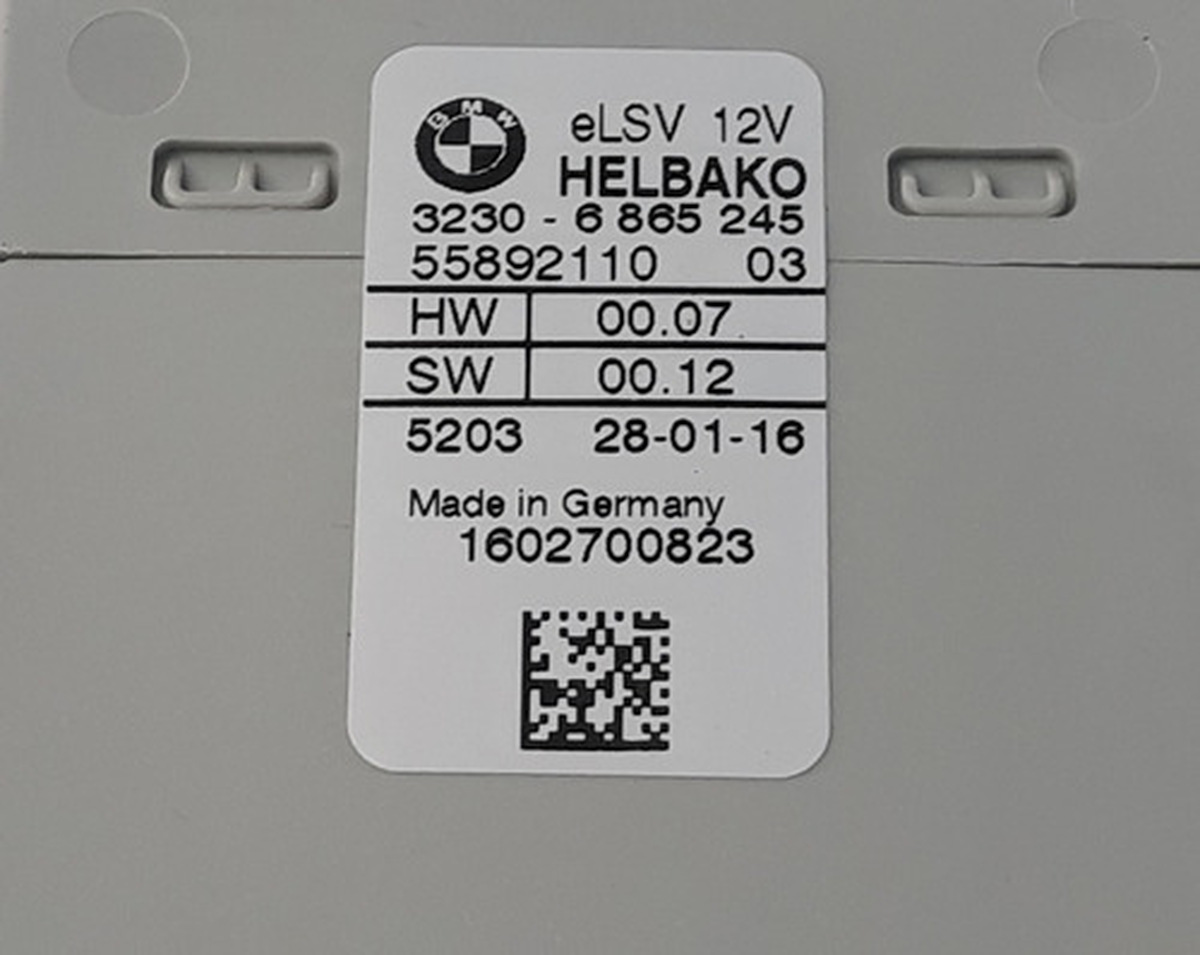 BMW
eLSV 12V
HELBAKO
3230 - 6 865 245
55892110 03
HW 00.07
SW 00.12
5203 28-01-16
Made in Germany
1602700823